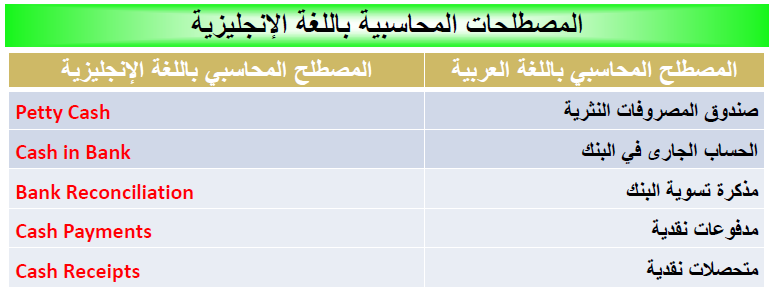 المصطلحات المحاسبية باللغة الإنجليزية
المصطلح المحاسبي باللغة العربية المصطلح المحاسبي باللغة الإنجليزية
صندوق المصروفات النثرية Petty Cash
الحساب الجارى في البنك Cash in Bank
مذكرة تسوية البنك Bank Reconciliation
مدفوعات نقدية Cash Payments
متحصلات نقدية Cash Receipts